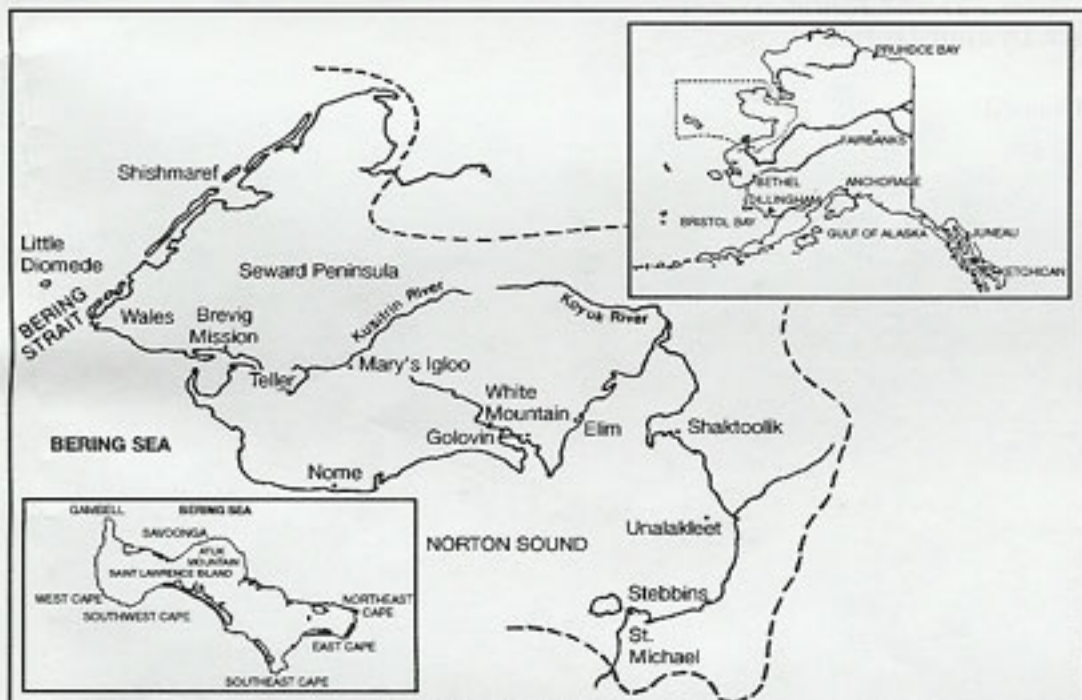 PRUHDCE BAY
FAIRBANKS
BETHEL
ANCHORAGE
DILLINGHAM
BRISTOL BAY
GULF OF ALASKA
JUNEAU
KETCHICAN
Shishmaref
Little
Diomede
Seward Peninsula
BERING
STRAIT
Wales
Brevig
Mission
Kusitrin River
Koyuk River
Teller
Mary's Igloo
White
Mountain
Golovin
Elim
Shaktoolik
BERING SEA
Nome
Unalakleet
NORTON SOUND
Stebbins
St.
Michael
GAMBELL
BERING SEA
SAVOONGA
ATUK
MOUNTAIN
SAINT LAWRENCE ISLAND
WEST CAPE
SOUTHWEST CAPE
NORTHEAST
CAPE
EAST CAPE
SOUTHEAST CAPE